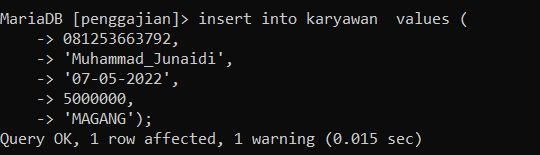 MariaDB [penggajian]> insert into karyawan  values (
    -> 081253663792,
    -> 'Muhammad_Junaidi',
    -> '07-05-2022',
    -> 5000000,
    -> 'MAGANG');
Query OK, 1 row affected, 1 warning (0.015 sec)